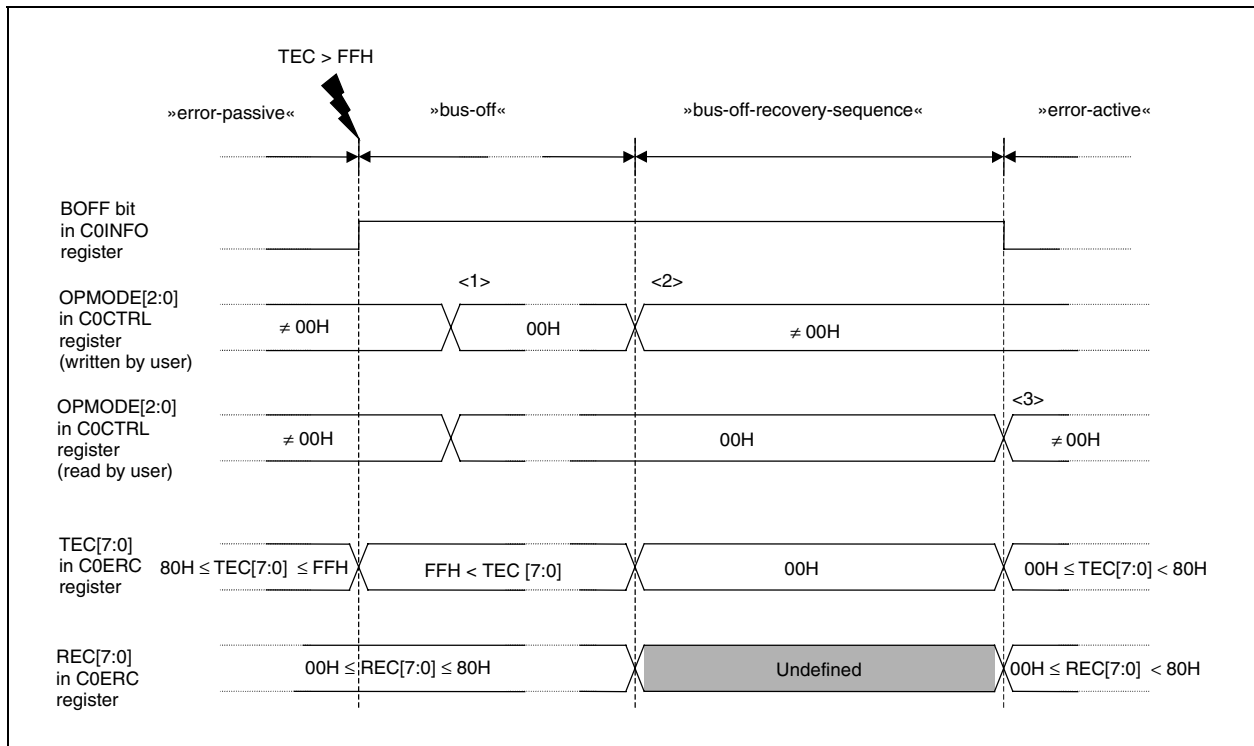 TEC > FFH
»error-passive«
»bus-off«
»bus-off-recovery-sequence«
»error-active«
BOFF bit
in C0INFO
register
<1>
<2>
OPMODE[2:0]
in C0CTRL
register
(written by user)
≠ 00H
00H
≠ 00H
<3>
OPMODE[2:0]
in C0CTRL
register
(read by user)
≠ 00H
00H
≠ 00H
TEC[7:0]
in C0ERC
register
80H ≤ TEC[7:0] ≤ FFH
FFH < TEC [7:0]
00H
00H ≤ TEC[7:0] < 80H
REC[7:0]
in C0ERC
register
00H ≤ REC[7:0] ≤ 80H
Undefined
00H ≤ REC[7:0] < 80H